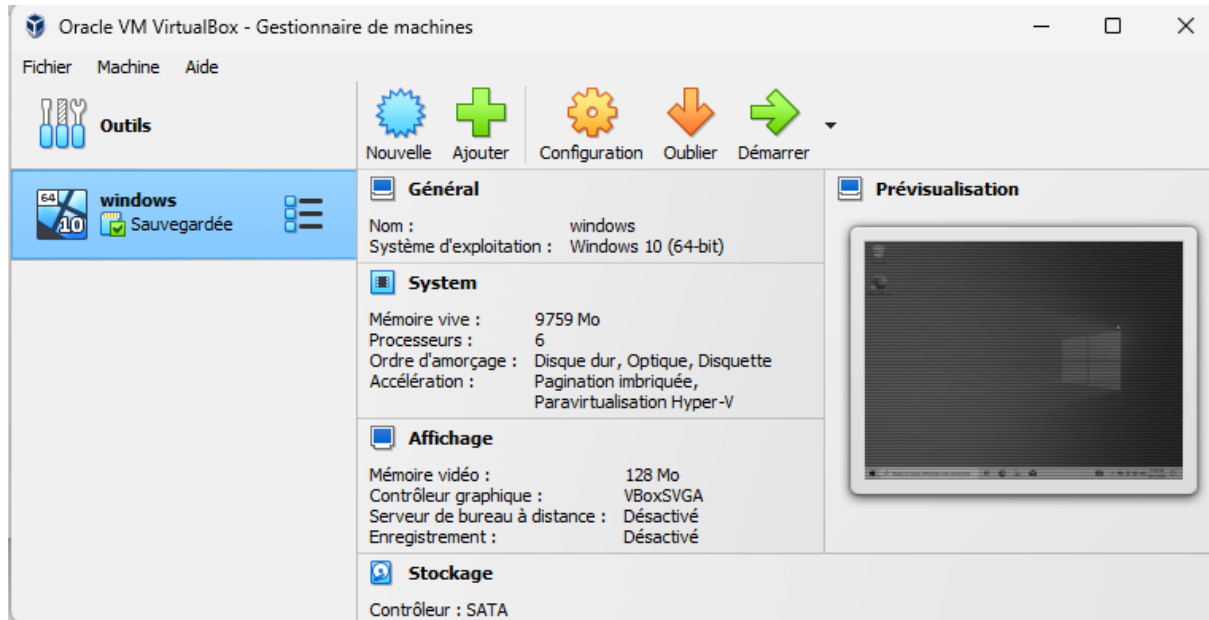 Oracle VM VirtualBox - Gestionnaire de machines
Fichier Machine Aide
Outils
Nouvelle Ajouter Configuration Oublier Démarrer
64
10
windows
Sauvegardée
Général
Nom : windows
Système d'exploitation : Windows 10 (64-bit)
System
Mémoire vive : 9759 Mo
Processeurs : 6
Ordre d'amorçage : Disque dur, Optique, Disquette
Accélération : Pagination imbriquée,
Paravirtualisation Hyper-V
Affichage
Mémoire vidéo : 128 Mo
Contrôleur graphique : VBoxSVGA
Serveur de bureau à distance : Désactivé
Enregistrement : Désactivé
Stockage
Contrôleur : SATA
Prévisualisation